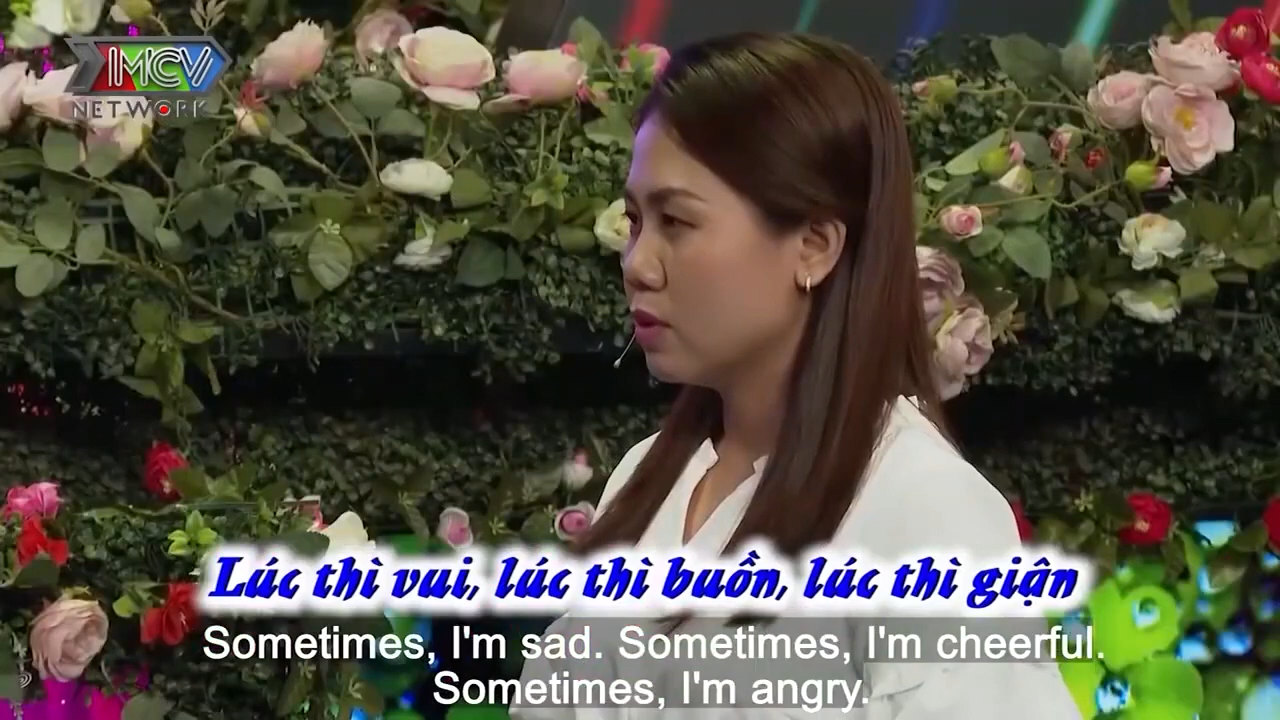 MCV
NETWORK
Lúc thì vui, lúc thì buồn, lúc thì giận
Sometimes, I'm sad. Sometimes, I'm cheerful.
Sometimes, I'm angry.